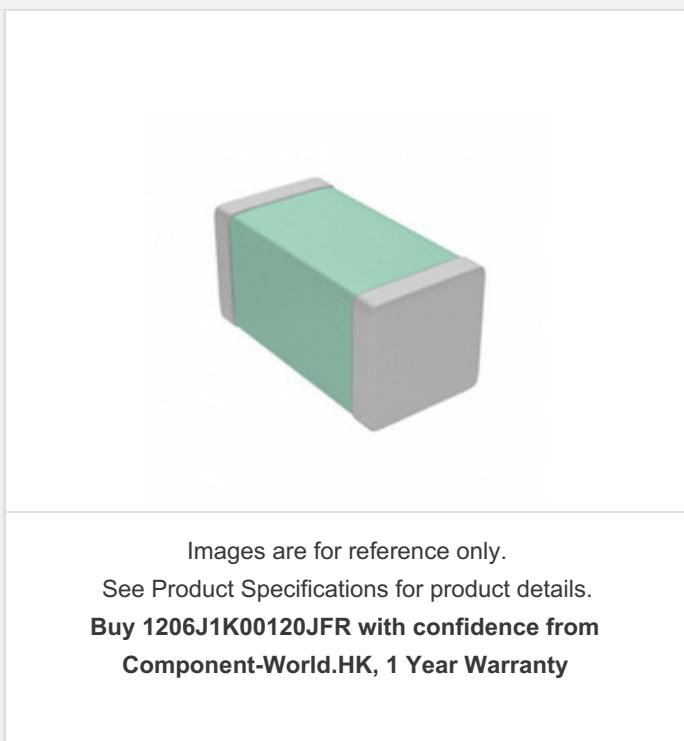 Images are for reference only.
See Product Specifications for product details.
Buy 1206J1K00120JFR with confidence from
Component-World.HK, 1 Year Warranty